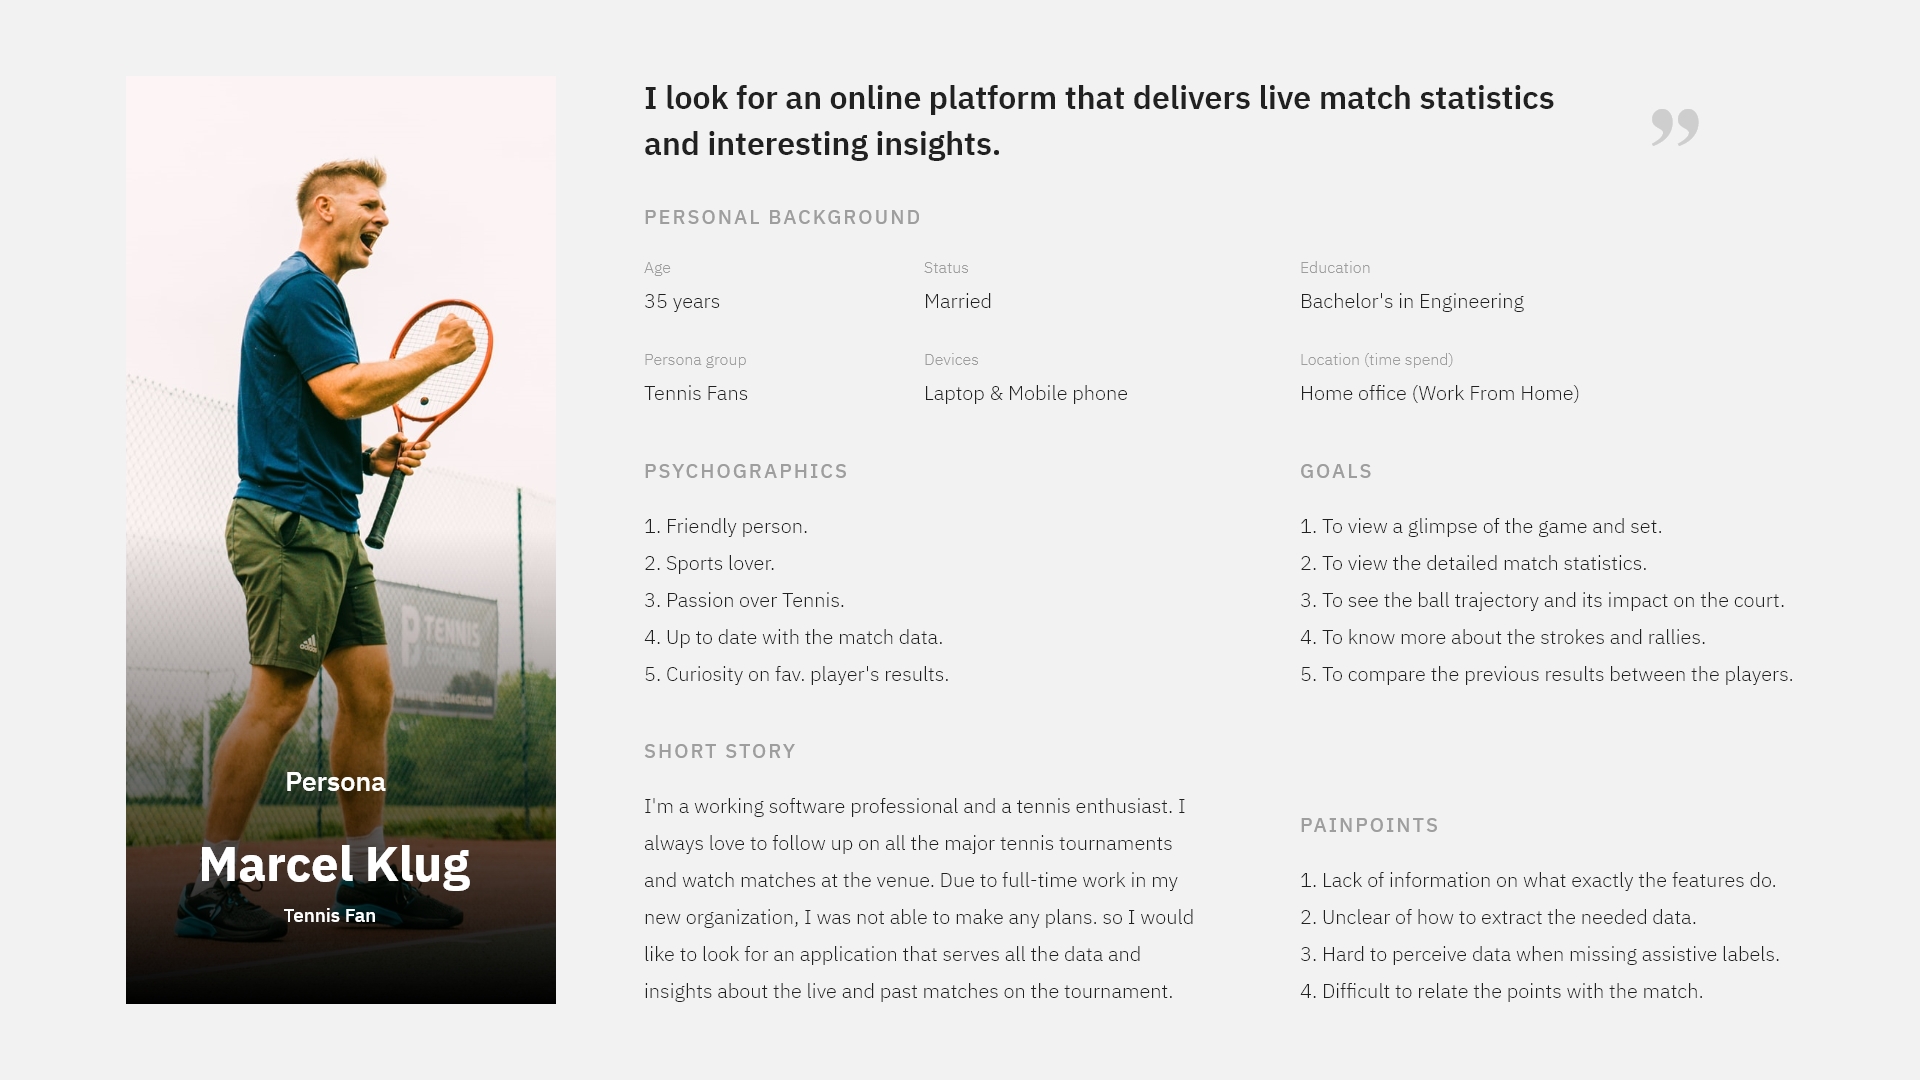 I look for an online platform that delivers live match statistics
and interesting insights.
”
PERSONAL BACKGROUND
Age
35 years
Status
Married
Education
Bachelor's in Engineering
Persona group
Tennis Fans
Devices
Laptop & Mobile phone
Location (time spend)
Home office (Work From Home)
PSYCHOGRAPHICS
1. Friendly person.
2. Sports lover.
3. Passion over Tennis.
4. Up to date with the match data.
5. Curiosity on fav. player's results.
GOALS
1. To view a glimpse of the game and set.
2. To view the detailed match statistics.
3. To see the ball trajectory and its impact on the court.
4. To know more about the strokes and rallies.
5. To compare the previous results between the players.
SHORT STORY
I'm a working software professional and a tennis enthusiast. I
always love to follow up on all the major tennis tournaments
and watch matches at the venue. Due to full-time work in my
new organization, I was not able to make any plans. so I would
like to look for an application that serves all the data and
insights about the live and past matches on the tournament.
PAINPOINTS
1. Lack of information on what exactly the features do.
2. Unclear of how to extract the needed data.
3. Hard to perceive data when missing assistive labels.
4. Difficult to relate the points with the match.
adidas
TENNIS
Persona
Marcel Klug
Tennis Fan